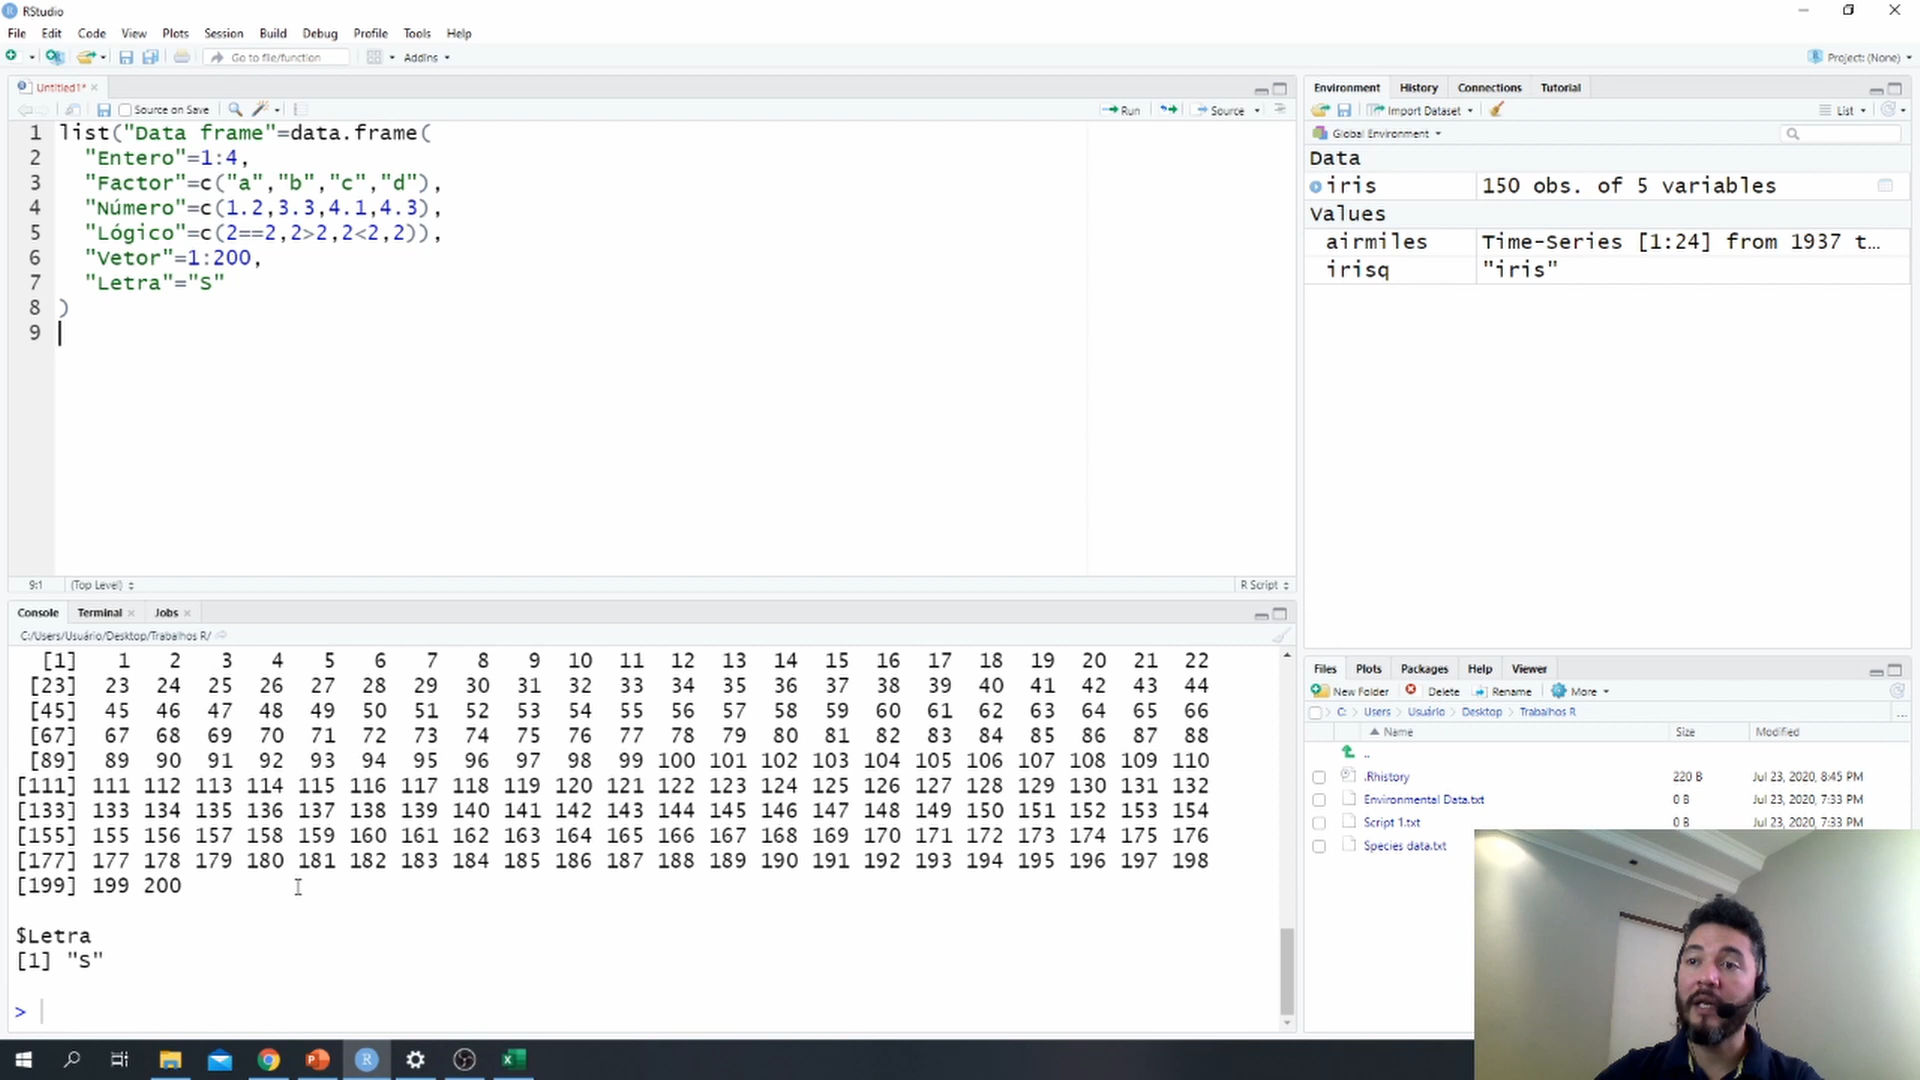 RStudio
File Edit Code View Plots Session Build Debug Profile Tools Help
Go to file/function Addins Project: (None)
Untitled1*
Source on Save Run Source
1 list("Data frame"=data.frame(
2 "Entero"=1:4,
3 "Factor"=c("a","b","c","d"),
4 "Número"=c(1.2,3.3,4.1,4.3),
5 "Lógico"=c(2==2,2>2,2<2,2)),
6 "Vetor"=1:200,
7 "Letra"="S"
8 )
9
9:1 (Top Level) R Script
Console Terminal Jobs
C:/Users/Usuário/Desktop/Trabalhos R/
[1] 1 2 3 4 5 6 7 8 9 10 11 12 13 14 15 16 17 18 19 20 21 22
[23] 23 24 25 26 27 28 29 30 31 32 33 34 35 36 37 38 39 40 41 42 43 44
[45] 45 46 47 48 49 50 51 52 53 54 55 56 57 58 59 60 61 62 63 64 65 66
[67] 67 68 69 70 71 72 73 74 75 76 77 78 79 80 81 82 83 84 85 86 87 88
[89] 89 90 91 92 93 94 95 96 97 98 99 100 101 102 103 104 105 106 107 108 109 110
[111] 111 112 113 114 115 116 117 118 119 120 121 122 123 124 125 126 127 128 129 130 131 132
[133] 133 134 135 136 137 138 139 140 141 142 143 144 145 146 147 148 149 150 151 152 153 154
[155] 155 156 157 158 159 160 161 162 163 164 165 166 167 168 169 170 171 172 173 174 175 176
[177] 177 178 179 180 181 182 183 184 185 186 187 188 189 190 191 192 193 194 195 196 197 198
[199] 199 200
$Letra
[1] "S"
>
Environment History Connections Tutorial
Import Dataset List
Global Environment
Data
iris 150 obs. of 5 variables
Values
airmiles Time-Series [1:24] from 1937 t…
irisq "iris"
Files Plots Packages Help Viewer
New Folder Delete Rename More
C: Users Usuário Desktop Trabalhos R ...
Name Size Modified
..
.Rhistory 220 B Jul 23, 2020, 8:45 PM
Environmental Data.txt 0 B Jul 23, 2020, 7:33 PM
Script 1.txt 0 B Jul 23, 2020, 7:33 PM
Species data.txt